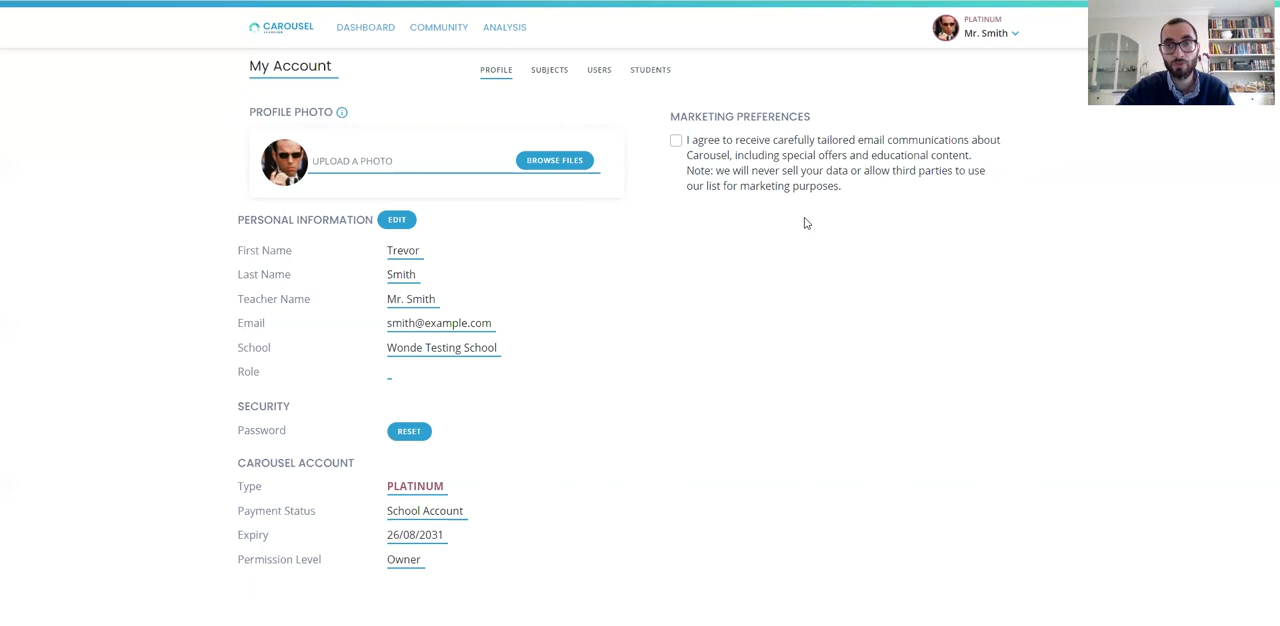 CAROUSEL
LEARNING
DASHBOARD COMMUNITY ANALYSIS
PLATINUM
Mr. Smith
My Account
PROFILE SUBJECTS USERS STUDENTS
PROFILE PHOTO
UPLOAD A PHOTO
BROWSE FILES
PERSONAL INFORMATION EDIT
First Name Trevor
Last Name Smith
Teacher Name Mr. Smith
Email smith@example.com
School Wonde Testing School
Role _
SECURITY
Password RESET
CAROUSEL ACCOUNT
Type PLATINUM
Payment Status School Account
Expiry 26/08/2031
Permission Level Owner
MARKETING PREFERENCES
I agree to receive carefully tailored email communications about
Carousel, including special offers and educational content.
Note: we will never sell your data or allow third parties to use
our list for marketing purposes.